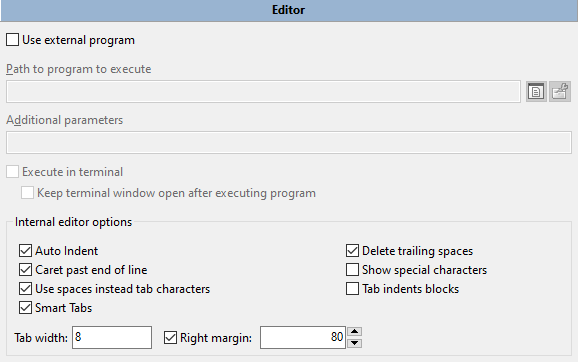 Editor
Use external program
Path to program to execute
Additional parameters
Execute in terminal
Keep terminal window open after executing program
Internal editor options
Auto Indent
Delete trailing spaces
Caret past end of line
Show special characters
Use spaces instead tab characters
Tab indents blocks
Smart Tabs
Tab width: 8
Right margin: 80